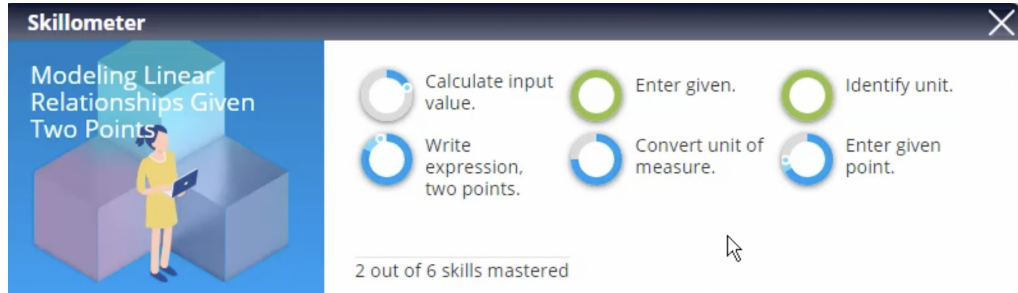 Skillometer
Modeling Linear
Relationships Given
Two Points
Calculate input
value.
Enter given.
Identify unit.
Write
expression,
two points.
Convert unit of
measure.
Enter given
point.
2 out of 6 skills mastered